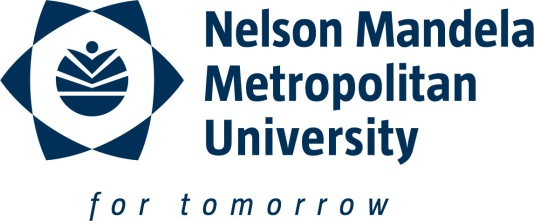 Nelson Mandela
Metropolitan
University
for tomorrow